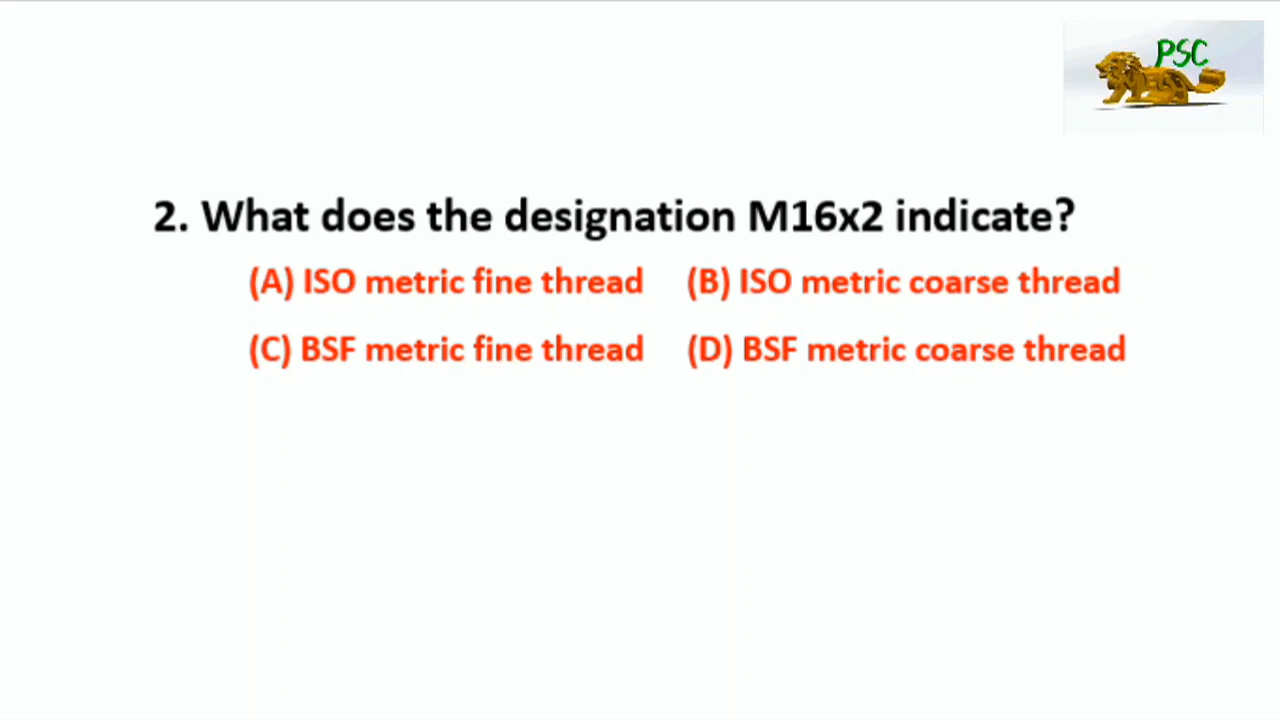 PSC
2. What does the designation M16x2 indicate?
(A) ISO metric fine thread (B) ISO metric coarse thread
(C) BSF metric fine thread (D) BSF metric coarse thread